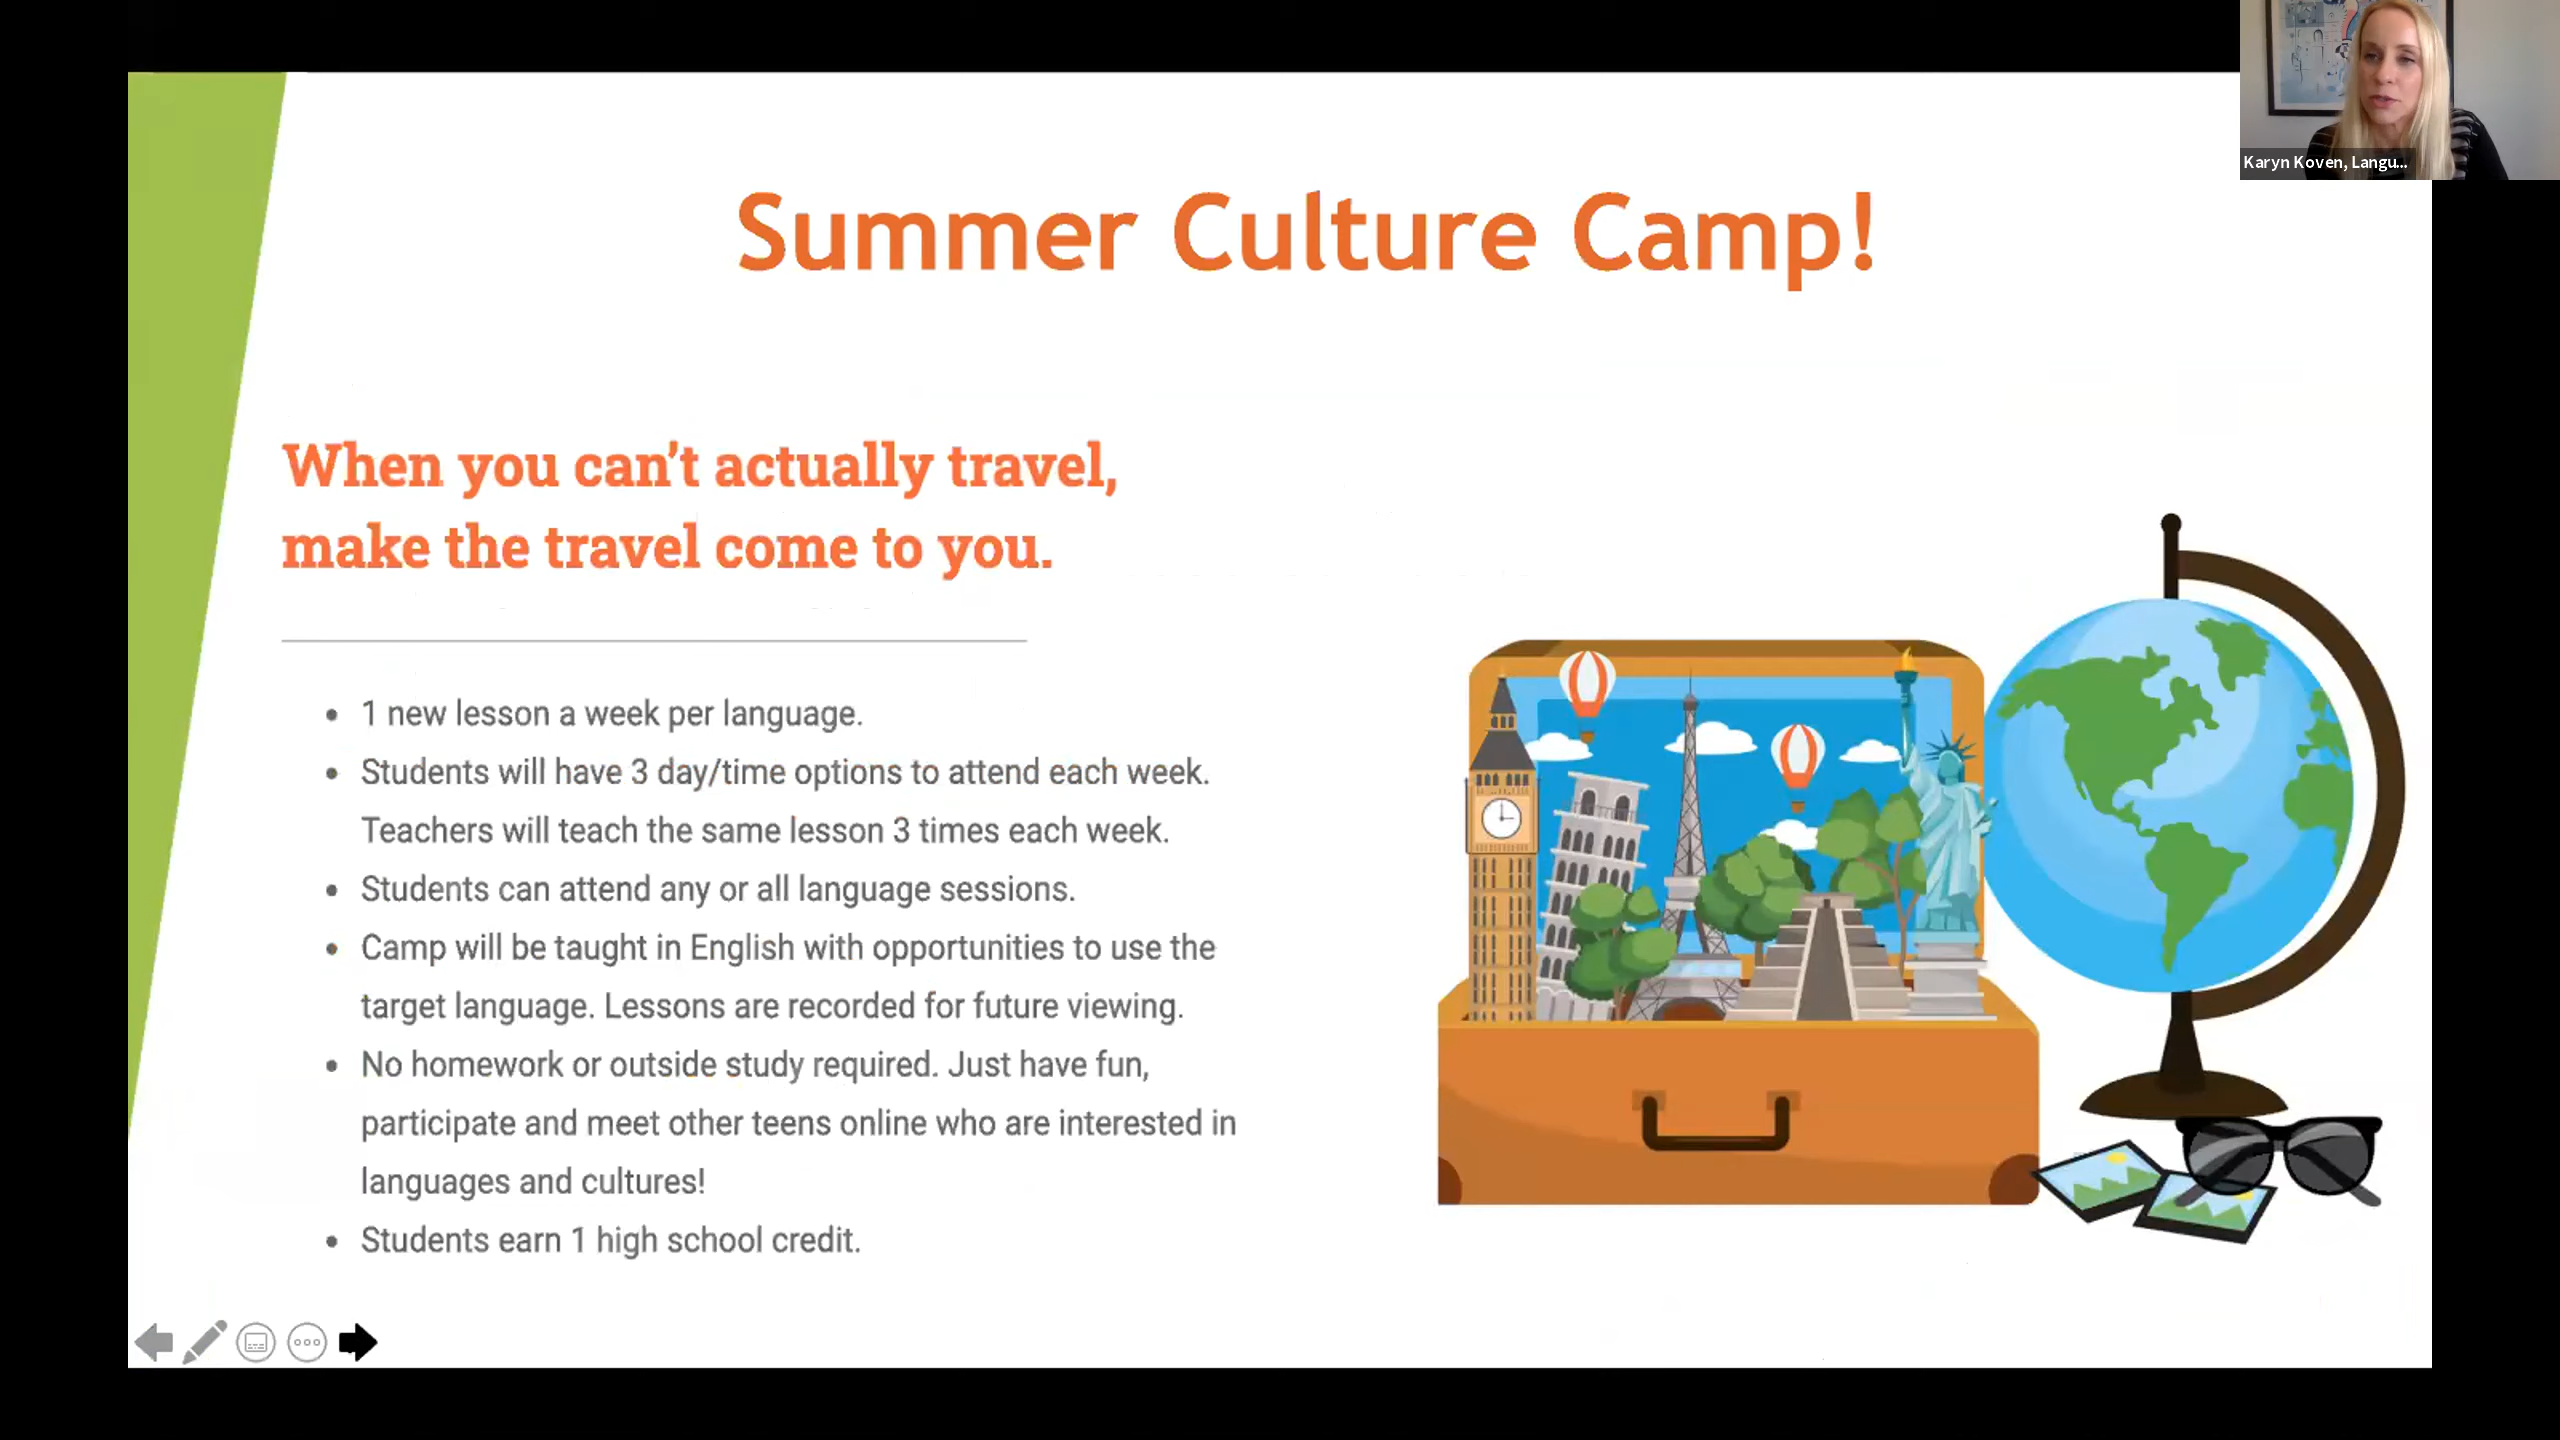 Karyn Koven, Langu...
Summer Culture Camp!
When you can't actually travel,
make the travel come to you.
• 1 new lesson a week per language.
• Students will have 3 day/time options to attend each week.
Teachers will teach the same lesson 3 times each week.
• Students can attend any or all language sessions.
• Camp will be taught in English with opportunities to use the
target language. Lessons are recorded for future viewing.
• No homework or outside study required. Just have fun,
participate and meet other teens online who are interested in
languages and cultures!
• Students earn 1 high school credit.